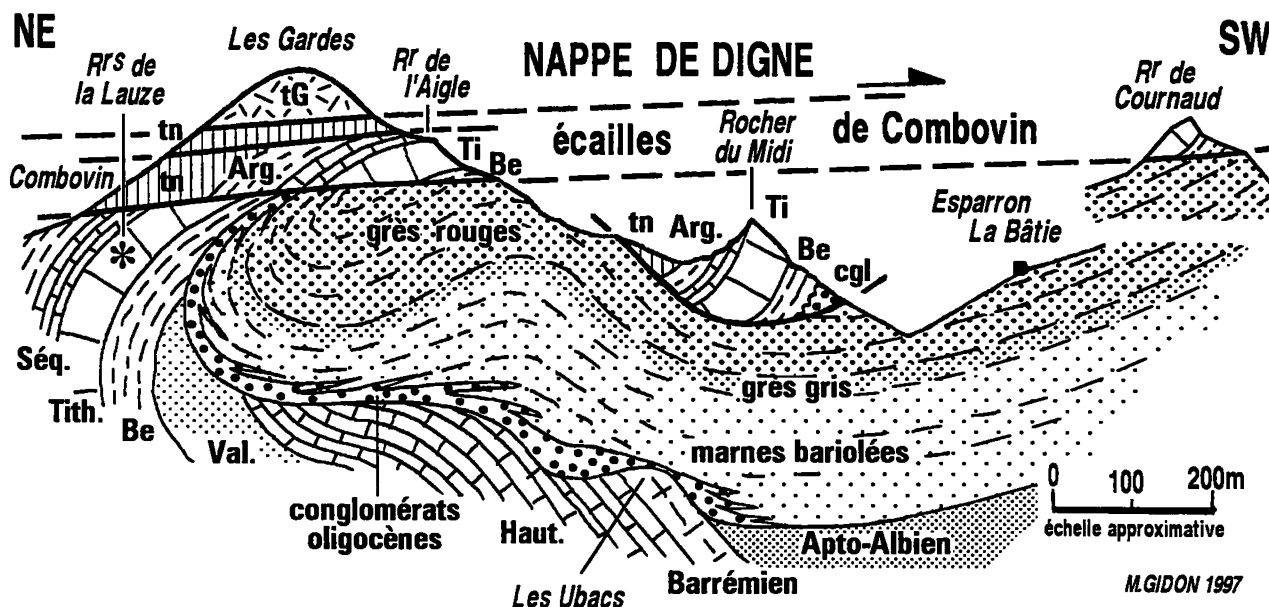 NE
Les Gardes
SW
Rrs de
la Lauze
Rr de
l'Aigle
NAPPE DE DIGNE
Rr de
Cournaud
tG
tn
écailles
Rocher
du Midi
de Combovin
Combovin
tn
Arg.
Ti
Be
Esparron
La Bâtie
grès rouges
tn
Arg.
Ti
Be
cgl
*
Séq.
Tith.
Be
Val.
grès gris
marnes bariolées
0 100 200m
échelle approximative
conglomérats
oligocènes
Haut.
Apto-Albien
Les Ubacs
Barrémien
M.GIDON 1997